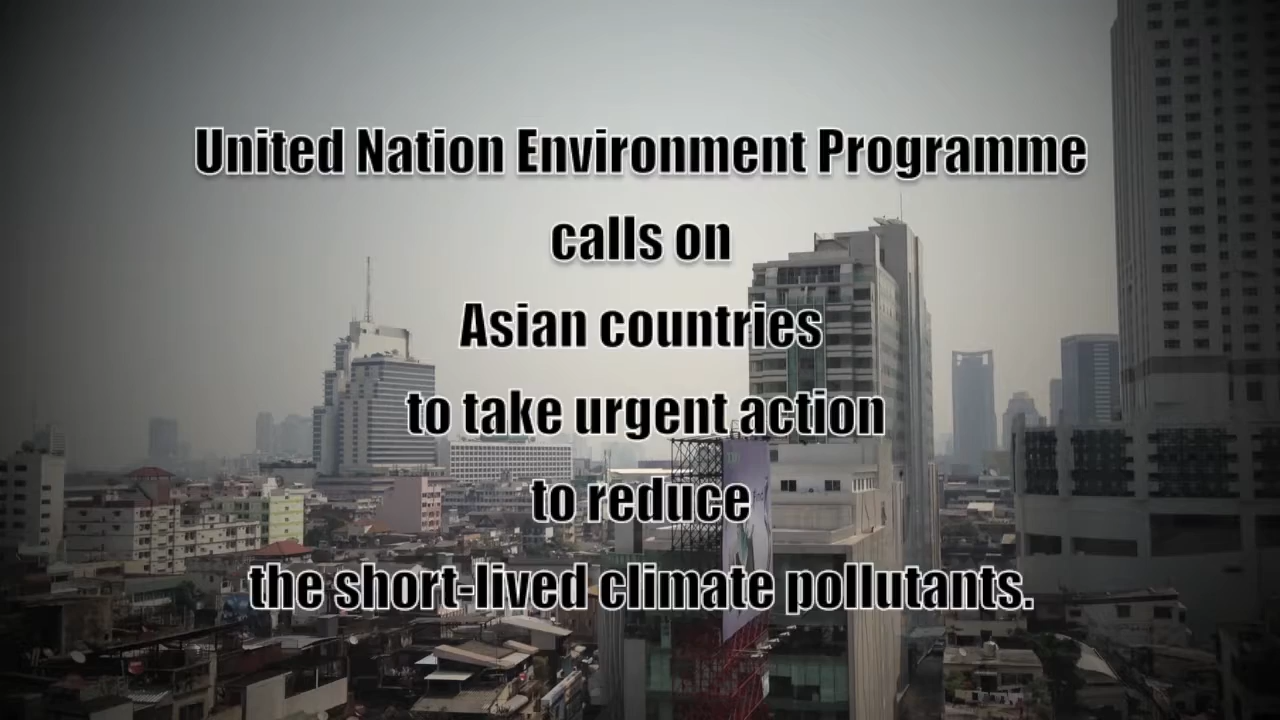 United Nation Environment Programme
calls on
Asian countries
to take urgent action
to reduce
the short-lived climate pollutants.